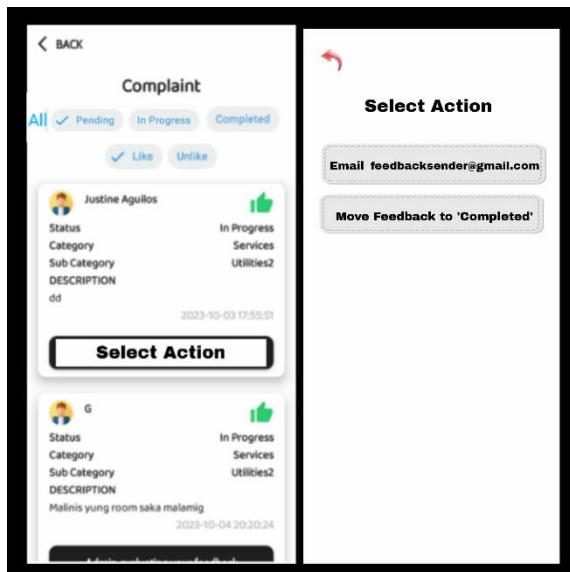 BACK
Complaint
All Pending In Progress Completed
Like Unlike
Justine Aguilos
Status In Progress
Category Services
Sub Category Utilities2
DESCRIPTION
dd
2023-10-03 17:55:51
Select Action
G
Status In Progress
Category Services
Sub Category Utilities2
DESCRIPTION
Malinis yung room saka malamig
2023-10-04 20:20:24
Select Action
Email feedbacksender@gmail.com
Move Feedback to 'Completed'